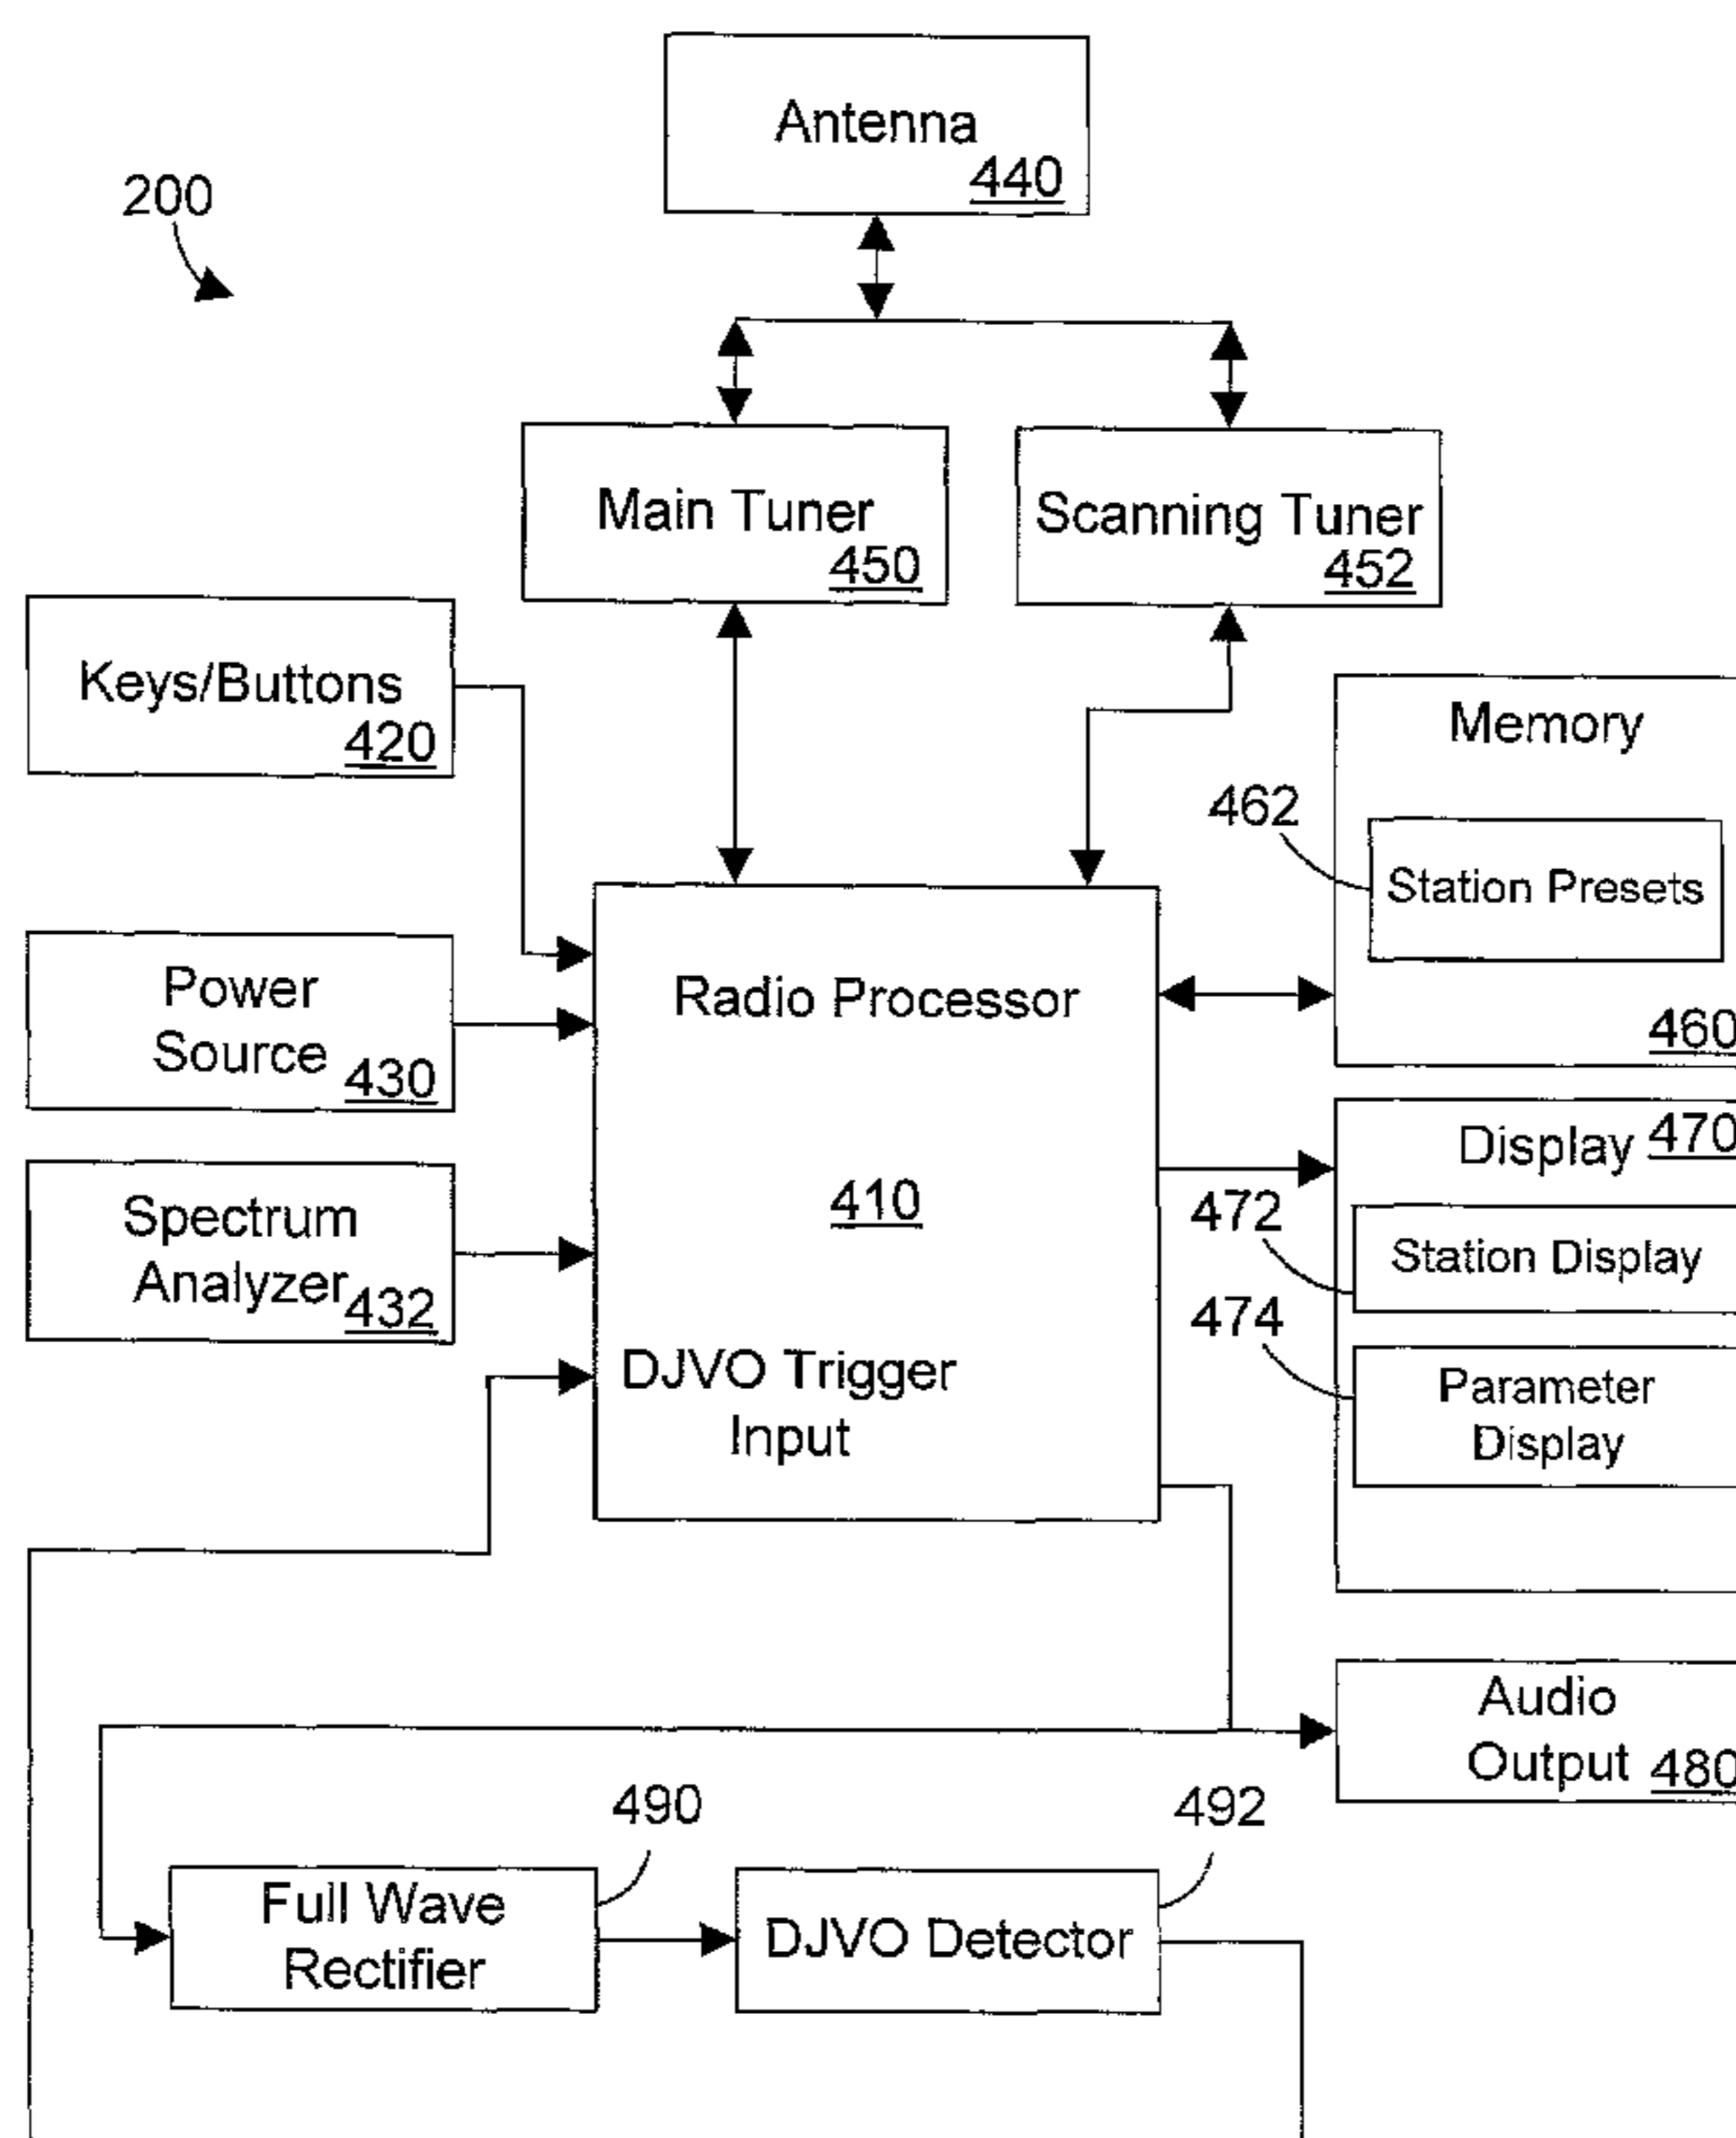 Antenna
440
200
Main Tuner
450
Scanning Tuner
452
Keys/Buttons
420
Memory
462
Station Presets
460
Power
Source
430
Radio Processor
410
Display 470
472
Station Display
474
Parameter
Display
Spectrum
Analyzer 432
DJVO Trigger
Input
Audio
Output 480
490
492
Full Wave
Rectifier
DJVO Detector